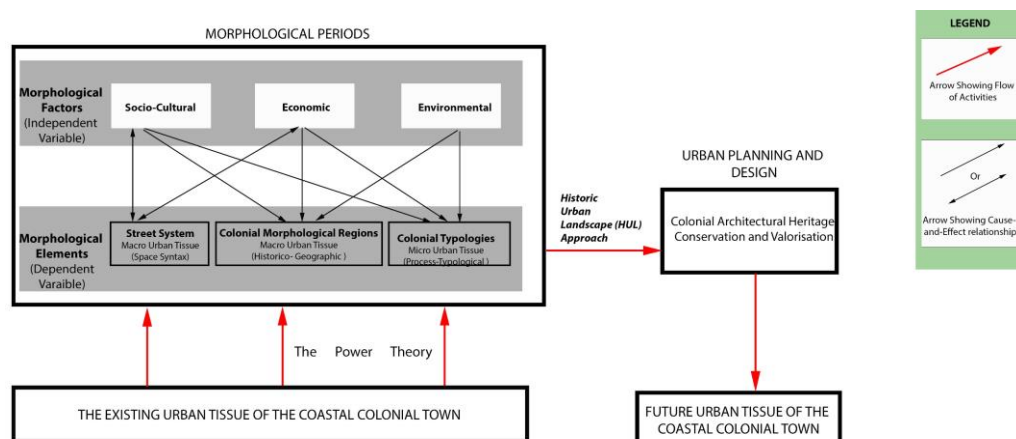 MORPHOLOGICAL PERIODS
Morphological
Factors
(Independent
Variable)
Socio-Cultural
Economic
Environmental
Morphological
Elements
(Dependent
Varaible)
Street System
Macro Urban Tissue
(Space Syntax)
Colonial Morphological Regions
Macro Urban Tissue
(Historico- Geographic )
Colonial Typologies
Micro Urban Tissue
(Process-Typological )
The Power Theory
THE EXISTING URBAN TISSUE OF THE COASTAL COLONIAL TOWN
Historic
Urban
Landscape (HUL)
Approach
URBAN PLANNING AND
DESIGN
Colonial Architectural Heritage
Conservation and Valorisation
FUTURE URBAN TISSUE OF THE
COASTAL COLONIAL TOWN
LEGEND
Arrow Showing Flow
of Activities
Or
Arrow Showing Cause-
and-Effect relationship